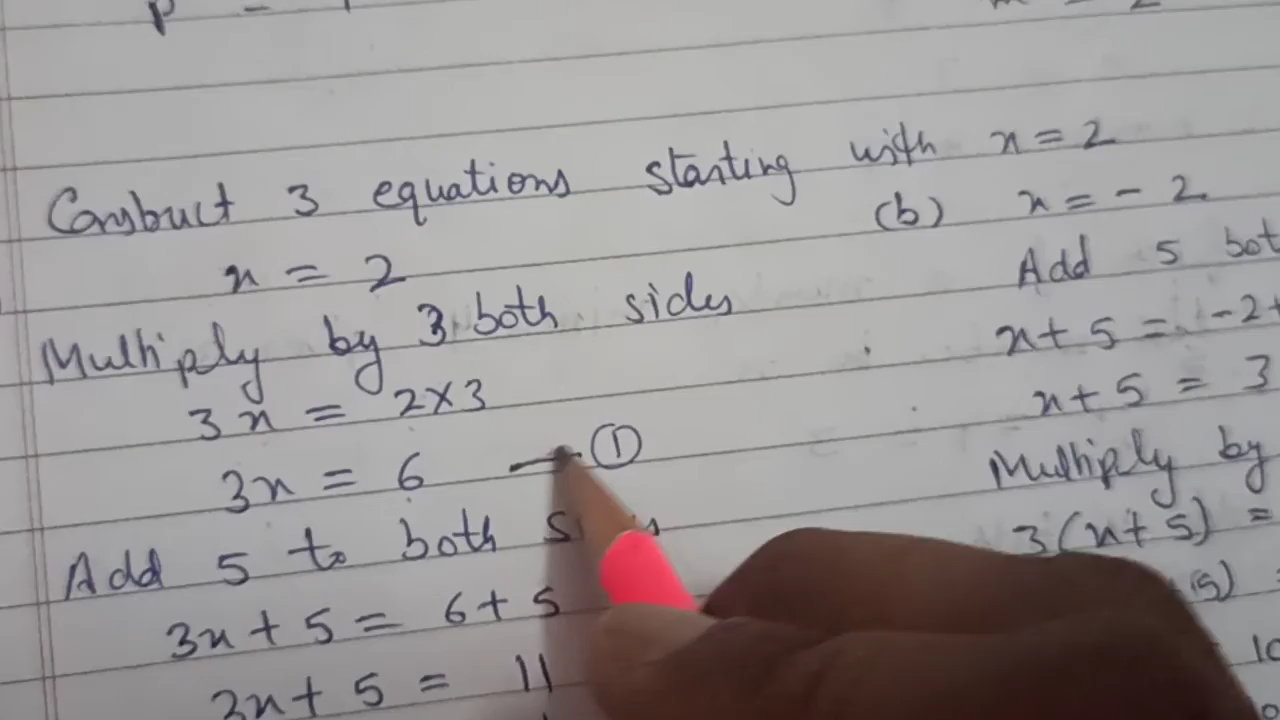 Construct 3 equations starting with x = 2
x = 2
Multiply by 3 both sides
3x = 2×3
3x = 6 — ①
Add 5 to both
3x + 5 = 6 + 5
3x + 5 = 11
(b) x = - 2
Add 5 bot
x + 5 = -2+
x + 5 = 3
Multiply by
3(x + 5) =